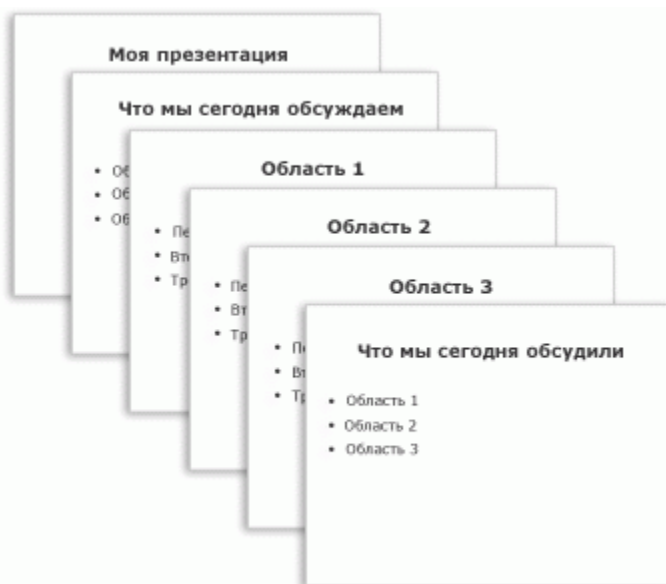 Моя презентация
Что мы сегодня обсуждаем
Область 1
Область 2
Область 3
Что мы сегодня обсудили
• Область 1
• Область 2
• Область 3